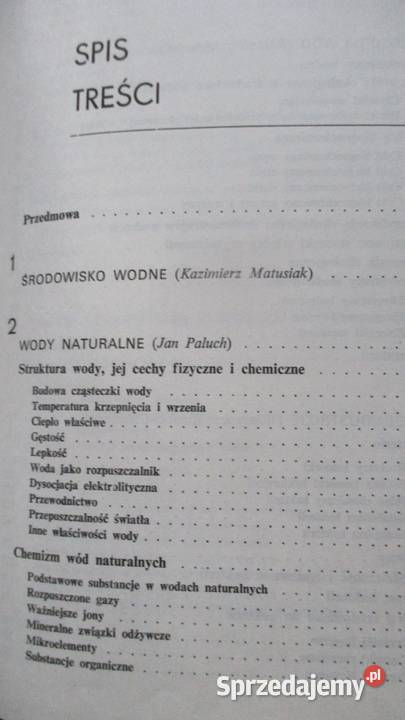 SPIS
TREŚCI
Przedmowa . . . . . . . . . . . . . . . . . . . .
1
ŚRODOWISKO WODNE (Kazimierz Matusiak) . . . . . .
2
WODY NATURALNE (Jan Paluch) . . . . . . . . . . .
Struktura wody, jej cechy fizyczne i chemiczne . . . . . .
Budowa cząsteczki wody . . . . . . . . . . . . . .
Temperatura krzepnięcia i wrzenia . . . . . . . . . .
Ciepło właściwe . . . . . . . . . . . . . . . . .
Gęstość . . . . . . . . . . . . . . . . . . . .
Lepkość . . . . . . . . . . . . . . . . . . . .
Woda jako rozpuszczalnik . . . . . . . . . . . . .
Dysocjacja elektrolityczna . . . . . . . . . . . . .
Przewodnictwo . . . . . . . . . . . . . . . . .
Przepuszczalność światła . . . . . . . . . . . . .
Inne właściwości wody . . . . . . . . . . . . . .
Chemizm wód naturalnych . . . . . . . . . . . . .
Podstawowe substancje w wodach naturalnych . . . . . .
Rozpuszczone gazy . . . . . . . . . . . . . . . .
Ważniejsze jony . . . . . . . . . . . . . . . . .
Mineralne związki odżywcze . . . . . . . . . . . .
Mikroelementy . . . . . . . . . . . . . . . . .
Substancje organiczne . . . . . . . . . . . . . .
Sprzedajemy.pl